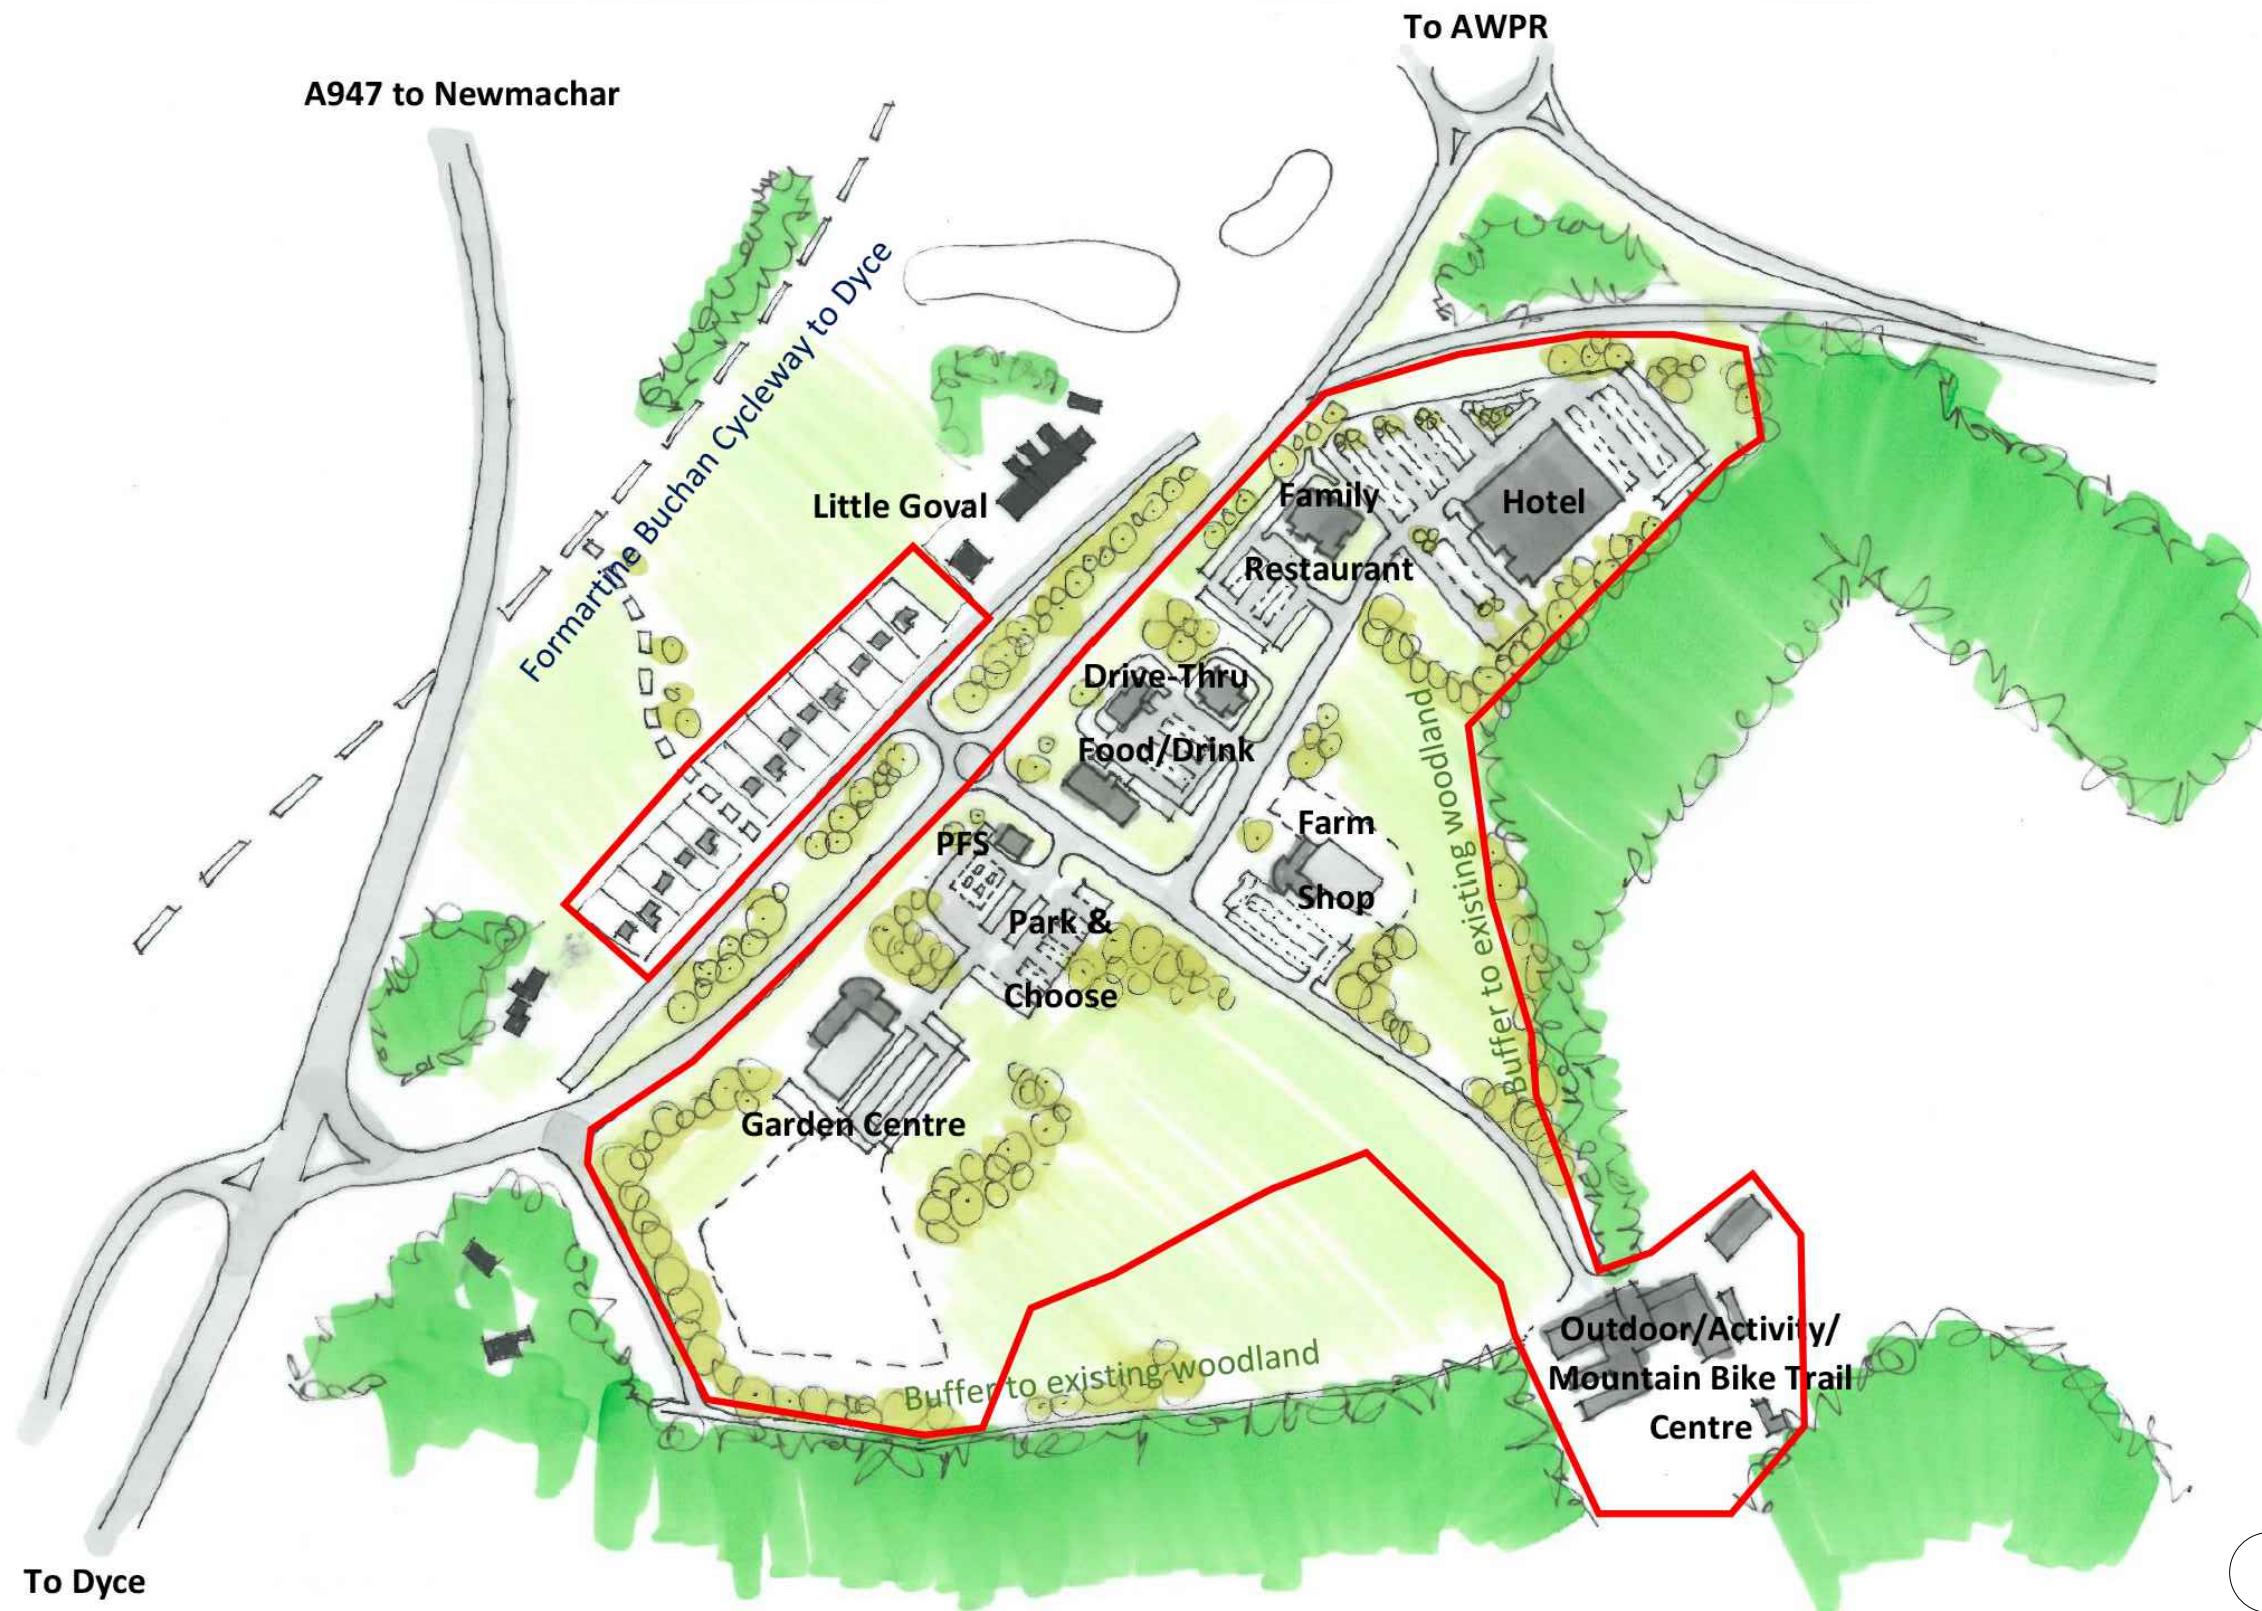 To AWPR
A947 to Newmachar
Formartine Buchan Cycleway to Dyce
Little Goval
Family
Restaurant
Hotel
Drive-Thru
Food/Drink
Farm
Shop
PFS
Park &
Choose
Garden Centre
Buffer to existing woodland
Buffer to existing woodland
Outdoor/Activity/
Mountain Bike Trail
Centre
To Dyce